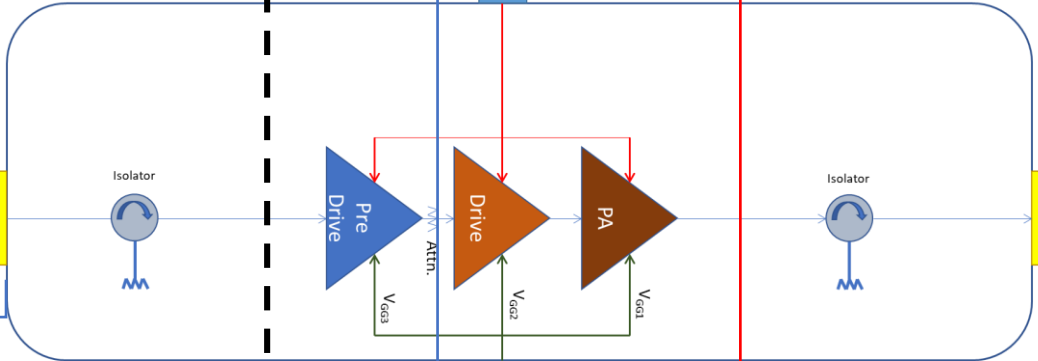 Isolator
Pre
Drive
Attn.
Drive
PA
Isolator
VGG3
VGG2
VGG1